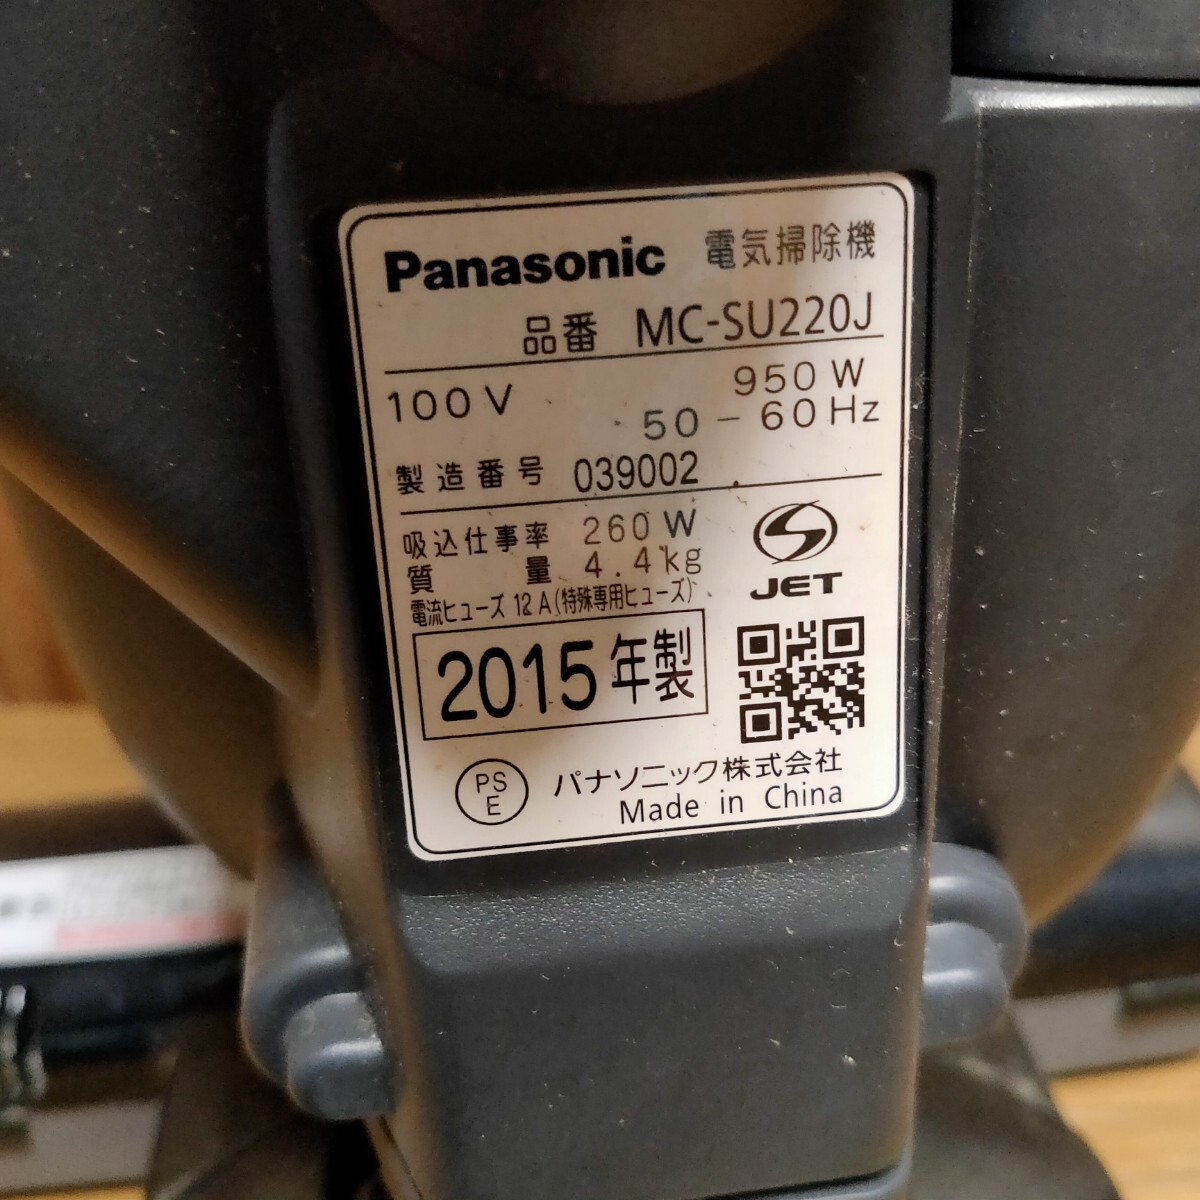 Panasonic 電気掃除機
品番 MC-SU220J
100V 950W
50-60Hz
製造番号 039002
吸込仕事率 260W
質量 4.4kg
電流ヒューズ 12A(特殊専用ヒューズ)
JET
2015年製
PS
E
パナソニック株式会社
Made in China